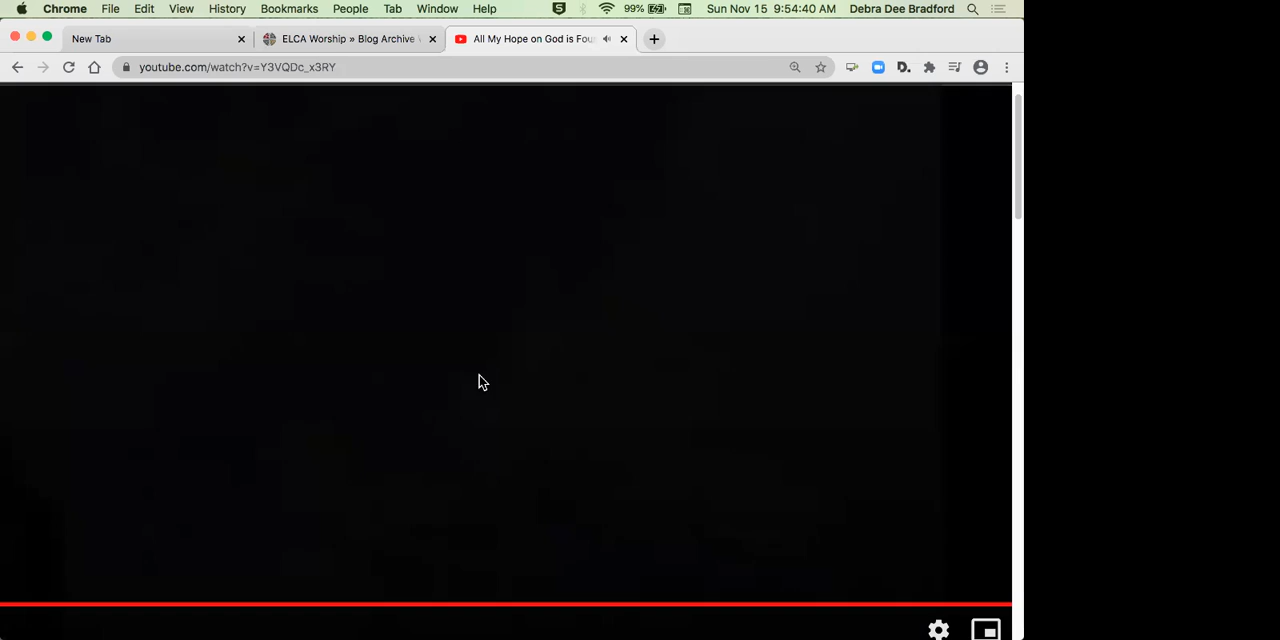 Chrome File Edit View History Bookmarks People Tab Window Help 5 99% Sun Nov 15 9:54:40 AM Debra Dee Bradford
New Tab ELCA Worship » Blog Archive All My Hope on God is Fou
youtube.com/watch?v=Y3VQDc_x3RY D.